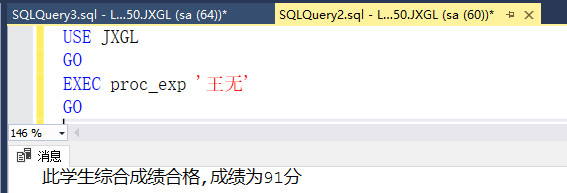 SQLQuery3.sql - L...50.JXGL (sa (64))*
SQLQuery2.sql - L...50.JXGL (sa (60))*
USE JXGL
GO
EXEC proc_exp '王无'
GO
146 %
消息
此学生综合成绩合格,成绩为91分